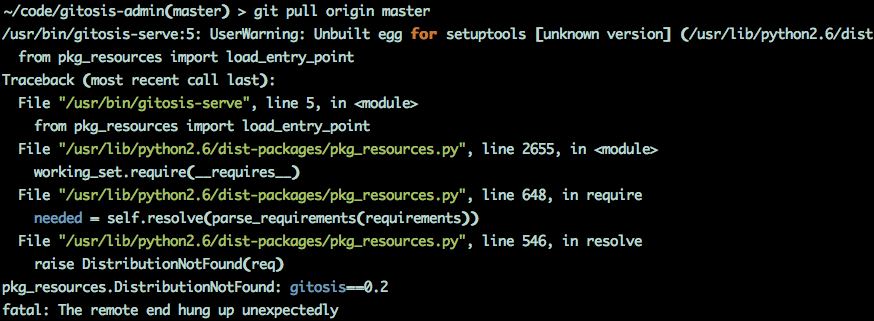 ~/code/gitosis-admin(master) > git pull origin master
/usr/bin/gitosis-serve:5: UserWarning: Unbuilt egg for setuptools [unknown version] (/usr/lib/python2.6/dist
  from pkg_resources import load_entry_point
Traceback (most recent call last):
  File "/usr/bin/gitosis-serve", line 5, in <module>
    from pkg_resources import load_entry_point
  File "/usr/lib/python2.6/dist-packages/pkg_resources.py", line 2655, in <module>
    working_set.require(__requires__)
  File "/usr/lib/python2.6/dist-packages/pkg_resources.py", line 648, in require
    needed = self.resolve(parse_requirements(requirements))
  File "/usr/lib/python2.6/dist-packages/pkg_resources.py", line 546, in resolve
    raise DistributionNotFound(req)
pkg_resources.DistributionNotFound: gitosis==0.2
fatal: The remote end hung up unexpectedly